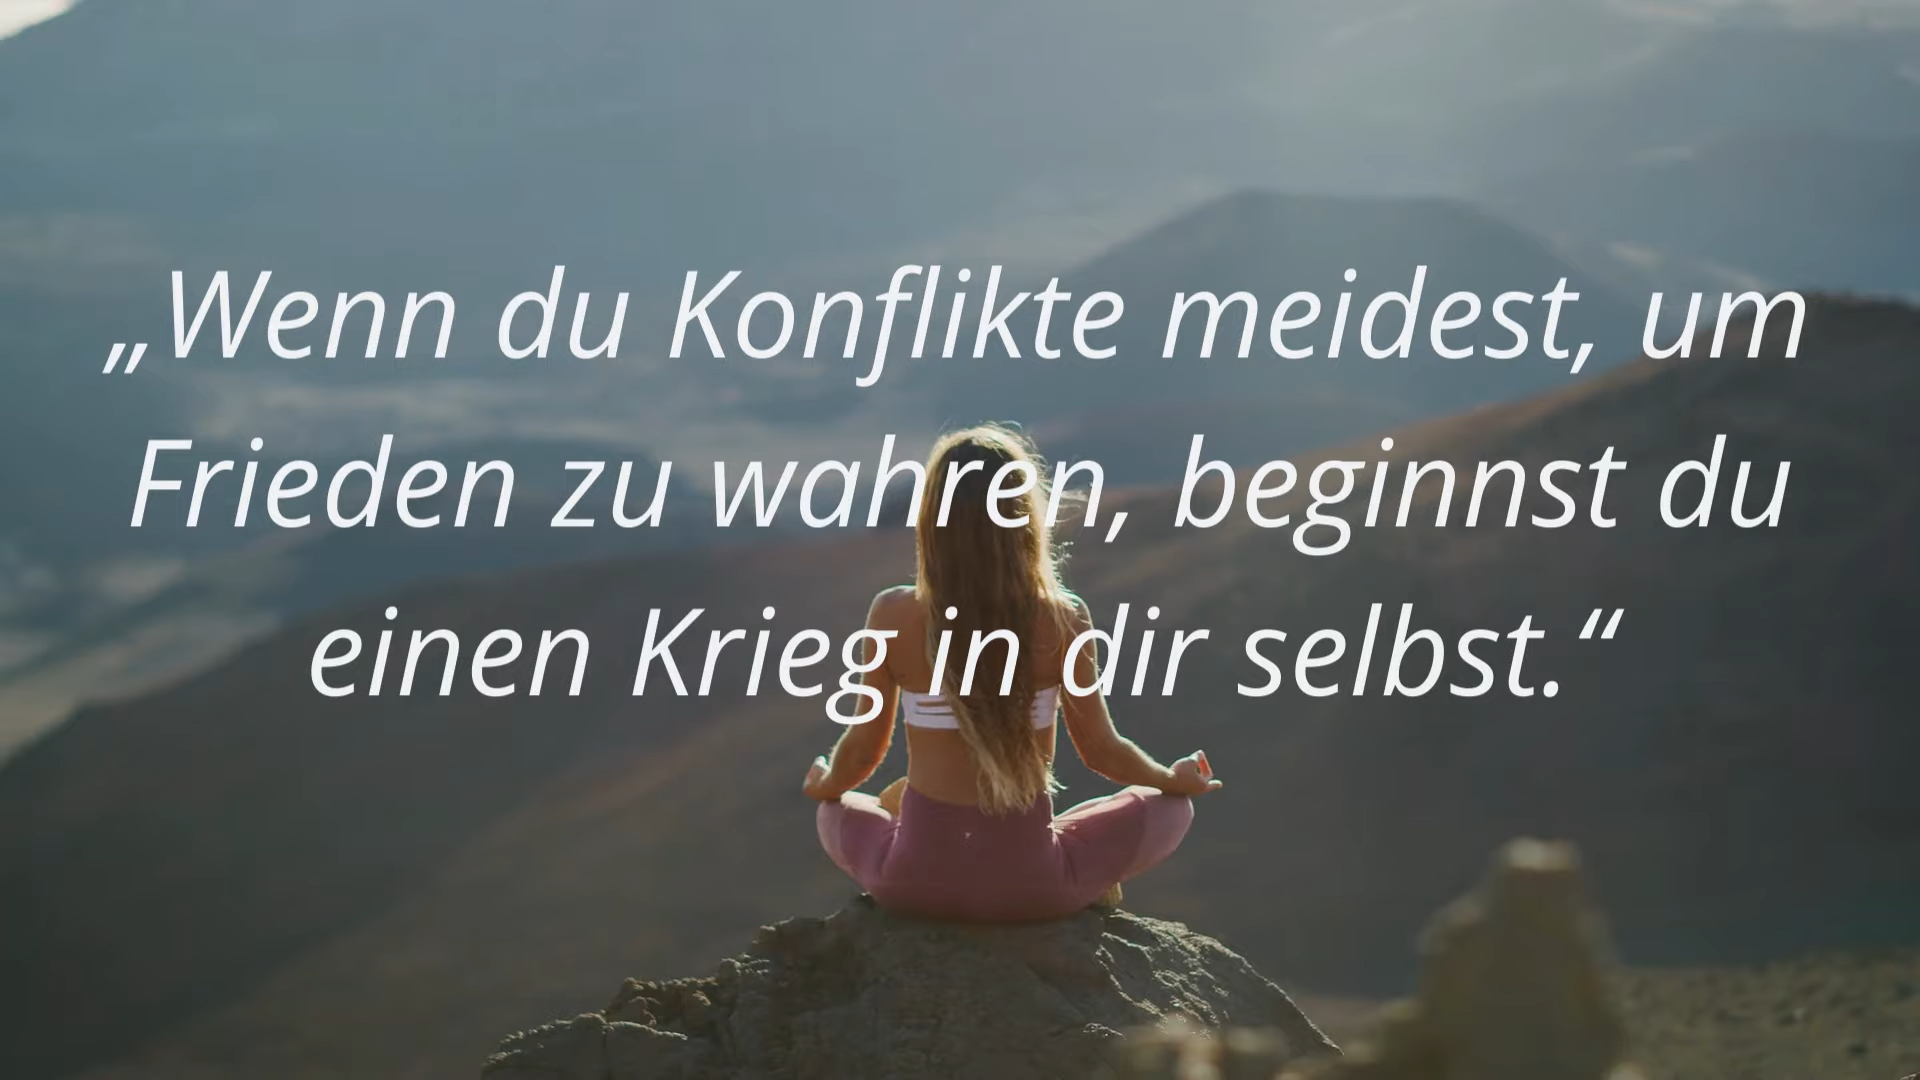 „Wenn du Konflikte meidest, um
Frieden zu wahren, beginnst du
einen Krieg in dir selbst.“